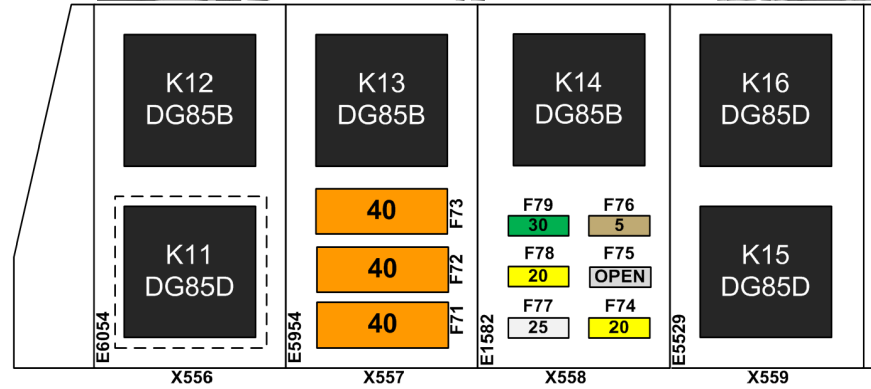 K12
DG85B
K13
DG85B
K14
DG85B
K16
DG85D
K11
DG85D
40
F73
40
F72
40
F71
F79
30
F76
5
F78
20
F75
OPEN
F77
25
F74
20
K15
DG85D
E6054
E5954
E1582
E5529
X556
X557
X558
X559